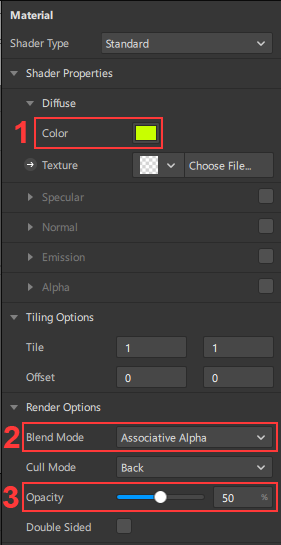 Material
Shader Type Standard
Shader Properties
Diffuse
1 Color
Texture Choose File...
Specular
Normal
Emission
Alpha
Tiling Options
Tile 1 1
Offset 0 0
Render Options
2 Blend Mode Associative Alpha
Cull Mode Back
3 Opacity 50 %
Double Sided